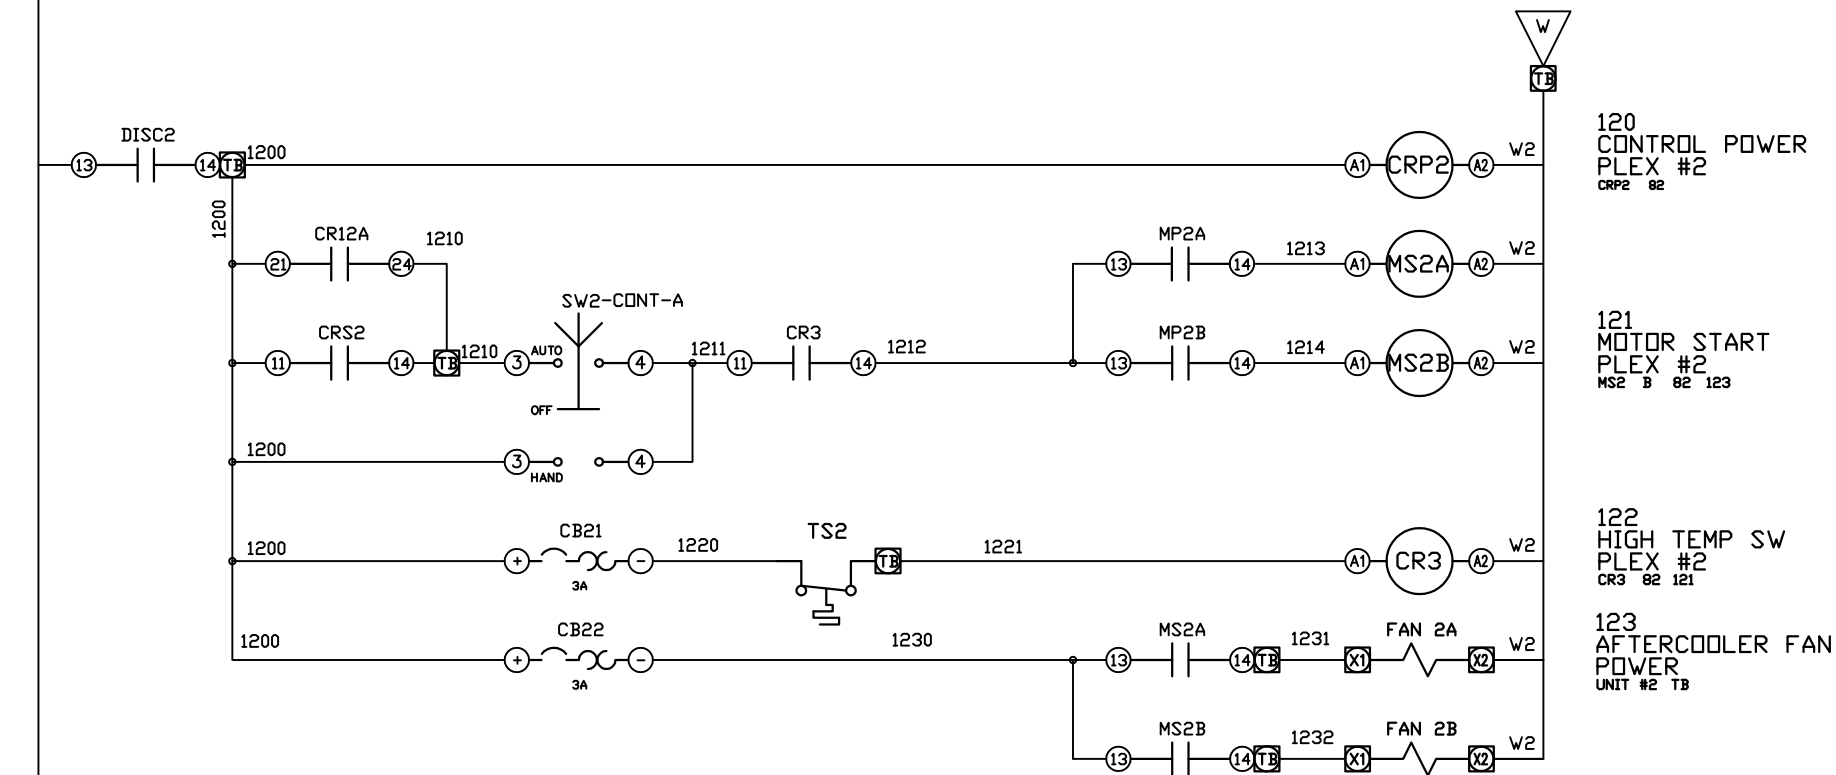 W
TB
DISC2
13 14 TB 1200 A1 CRP2 A2 W2
120
CONTROL POWER
PLEX #2
CRP2 82
1200
CR12A
21 24 1210
MP2A
13 14 1213 A1 MS2A A2 W2
SW2-CONT-A
CRS2
11 14 TB 1210 3 AUTO 4 1211
CR3
11 14 1212
MP2B
13 14 1214 A1 MS2B A2 W2
OFF
121
MOTOR START
PLEX #2
MS2 B 82 123
1200 3 4
HAND
CB21
1200 + - 1220
3A
TS2
TB 1221 A1 CR3 A2 W2
122
HIGH TEMP SW
PLEX #2
CR3 82 121
CB22
1200 + - 1230
3A
MS2A
13 14 TB 1231 X1
FAN 2A
X2 W2
123
AFTERCOOLER FAN
POWER
UNIT #2 TB
MS2B
13 14 TB 1232 X1
FAN 2B
X2 W2